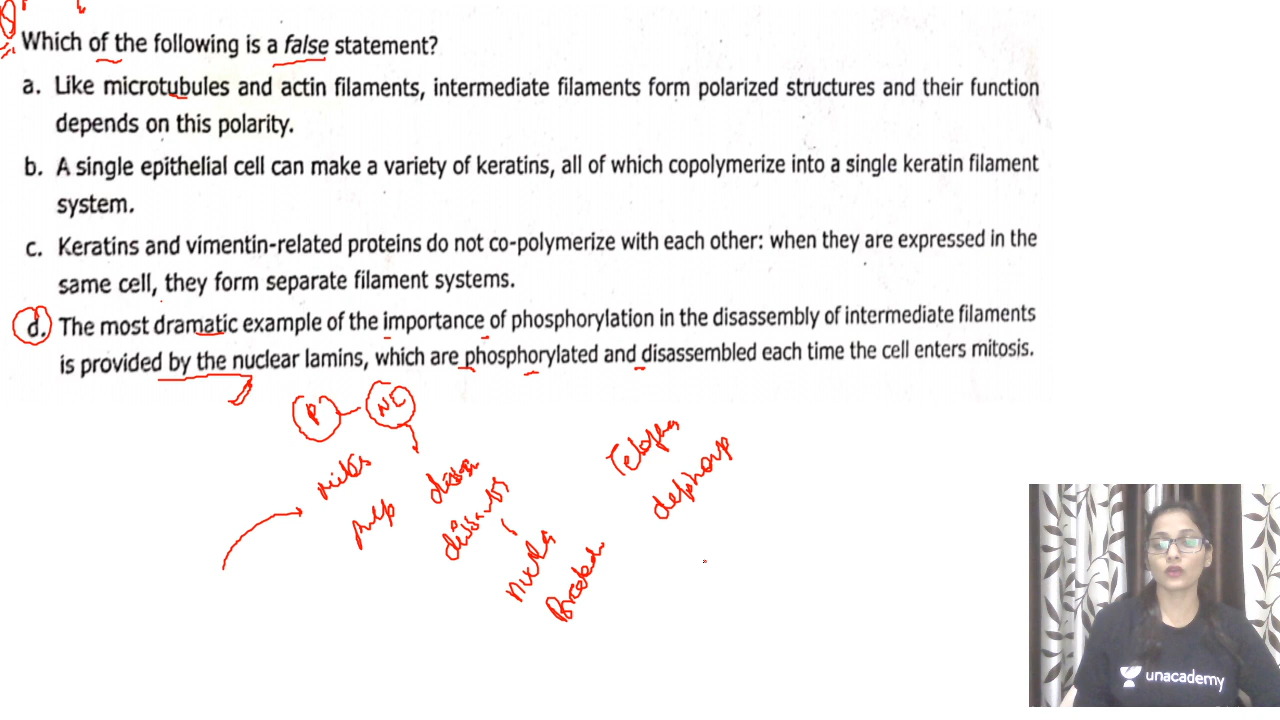 Which of the following is a false statement?
a. Like microtubules and actin filaments, intermediate filaments form polarized structures and their function
depends on this polarity.
b. A single epithelial cell can make a variety of keratins, all of which copolymerize into a single keratin filament
system.
c. Keratins and vimentin-related proteins do not co-polymerize with each other: when they are expressed in the
same cell, they form separate filament systems.
d. The most dramatic example of the importance of phosphorylation in the disassembly of intermediate filaments
is provided by the nuclear lamins, which are phosphorylated and disassembled each time the cell enters mitosis.
P
NE
unacademy